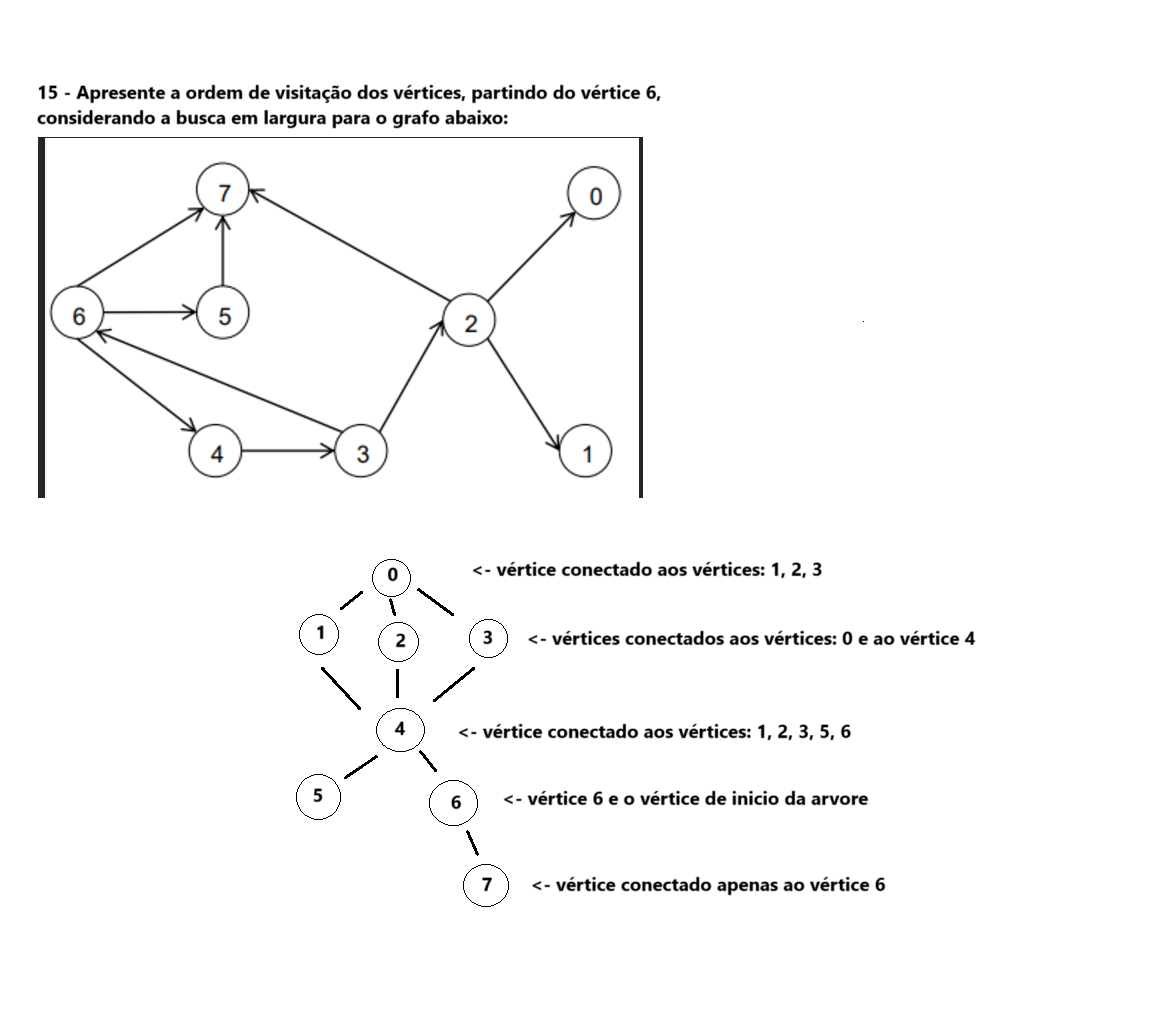 15 - Apresente a ordem de visitação dos vértices, partindo do vértice 6,
considerando a busca em largura para o grafo abaixo:
7
0
6
5
2
4
3
1
0
<- vértice conectado aos vértices: 1, 2, 3
1
2
3
<- vértices conectados aos vértices: 0 e ao vértice 4
4
<- vértice conectado aos vértices: 1, 2, 3, 5, 6
5
6
<- vértice 6 e o vértice de inicio da arvore
7
<- vértice conectado apenas ao vértice 6